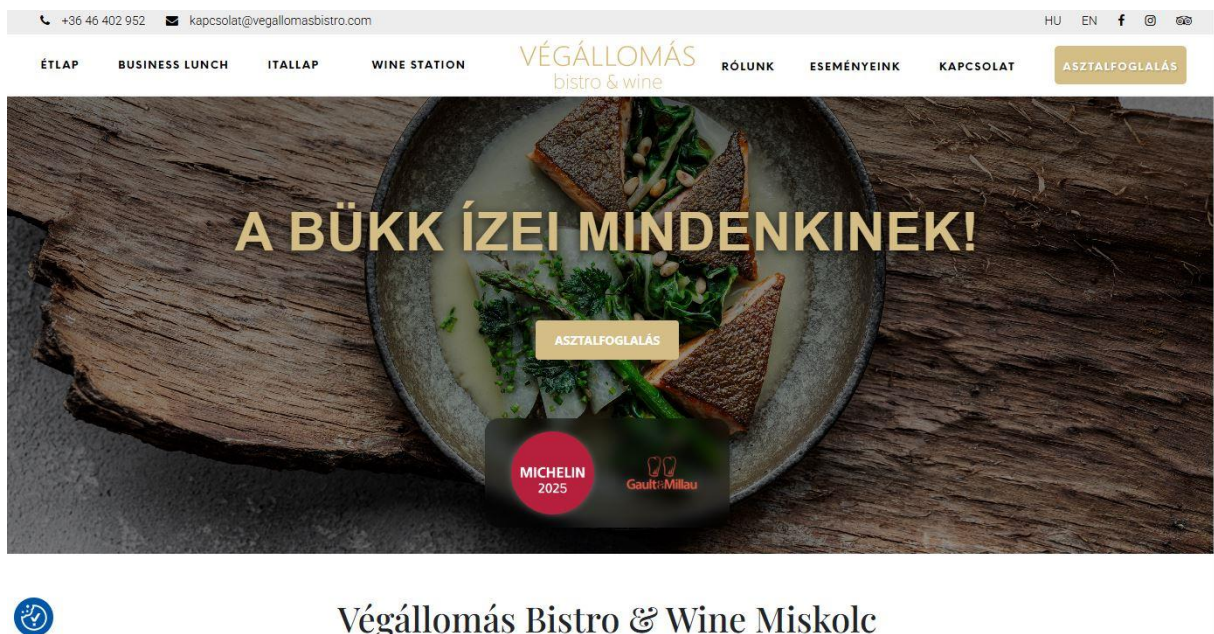 +36 46 402 952 kapcsolat@vegallomasbistro.com HU EN
ÉTLAP BUSINESS LUNCH ITALLAP WINE STATION VÉGÁLLOMÁS RÓLUNK ESEMÉNYEINK KAPCSOLAT ASZTALFOGLALÁS
bistro & wine
A BÜKK ÍZEI MINDENKINEK!
ASZTALFOGLALÁS
MICHELIN
2025
Gault&Millau
Végállomás Bistro & Wine Miskolc